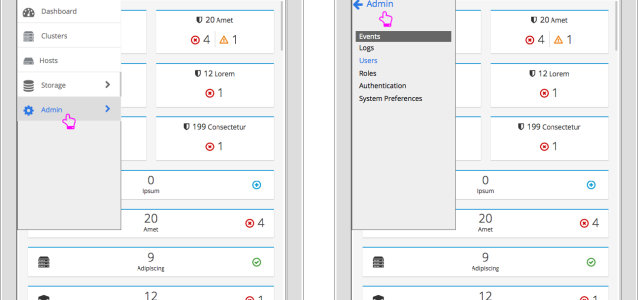 Dashboard
Clusters
Hosts
Storage
Admin
20 Amet
4 1
12 Lorem
1
199 Consectetur
1
0
Ipsum
20
Amet
4
9
Adipiscing
12
1
Admin
Events
Logs
Users
Roles
Authentication
System Preferences
20 Amet
4 1
12 Lorem
1
199 Consectetur
1
0
Ipsum
20
Amet
4
9
Adipiscing
12
1